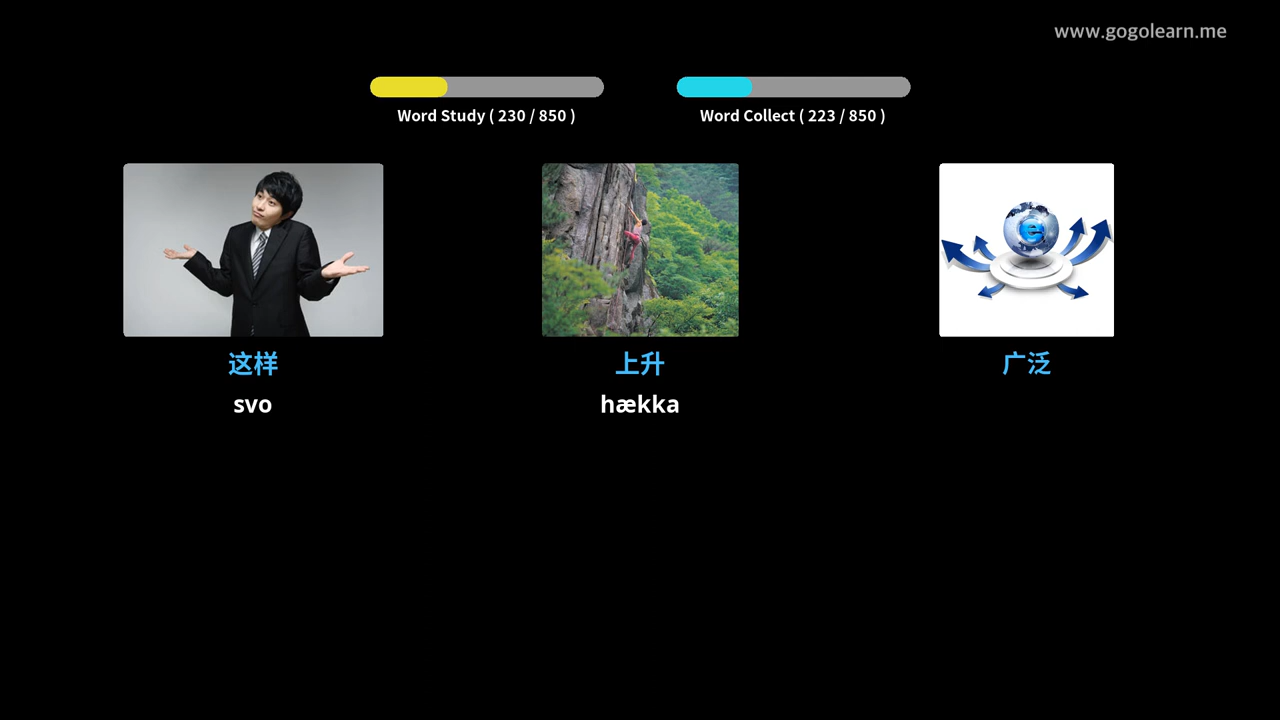 www.gogolearn.me
Word Study ( 230 / 850 )
Word Collect ( 223 / 850 )
这样
上升
广泛
svo
hækka
e